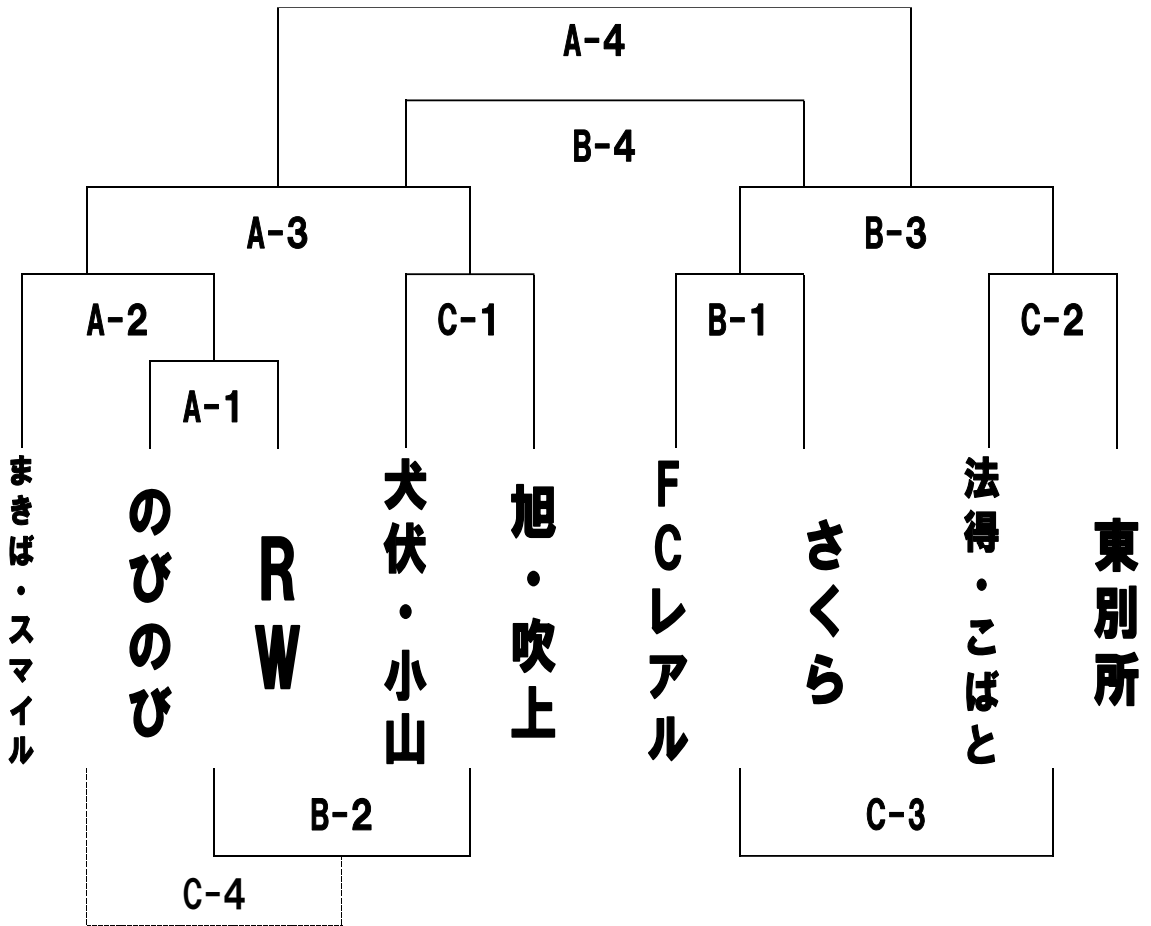 A-4
B-4
A-3
B-3
A-2
C-1
B-1
C-2
A-1
まきば・スマイル
のびのび
RW
犬伏・小山
旭・吹上
FCレアル
さくら
法得・こばと
東別所
B-2
C-3
C-4